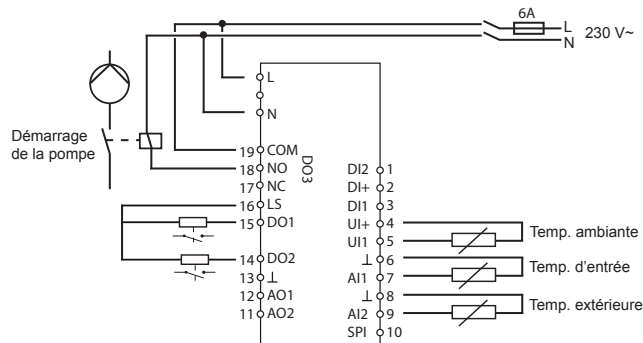 6A
L
N
230 V~
L
N
Démarrage
de la pompe
19 COM
18 NO
17 NC
16 LS
15 DO1
14 DO2
13 ⊥
12 AO1
11 AO2
DO3
DI2 1
DI+ 2
DI1 3
UI+ 4
UI1 5
⊥ 6
AI1 7
⊥ 8
AI2 9
SPI 10
Temp. ambiante
Temp. d'entrée
Temp. extérieure